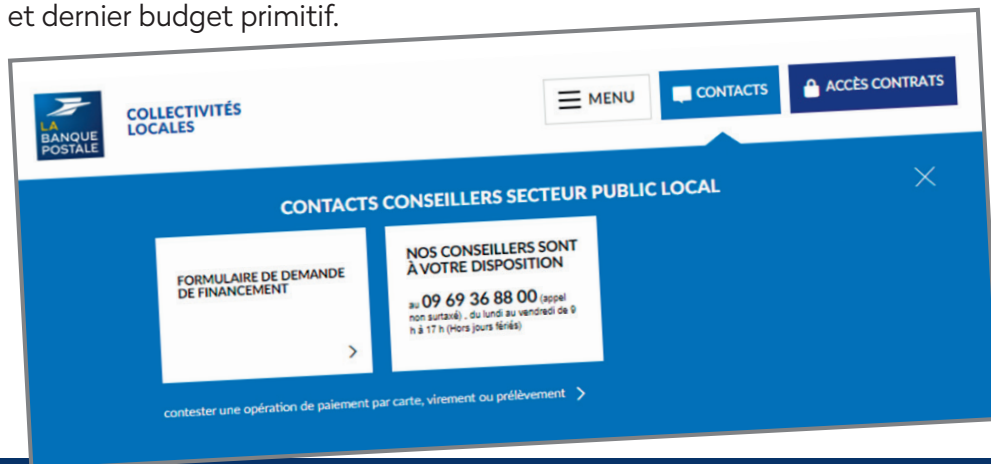 et dernier budget primitif.
LA
BANQUE
POSTALE
COLLECTIVITÉS
LOCALES
MENU
CONTACTS
ACCÈS CONTRATS
CONTACTS CONSEILLERS SECTEUR PUBLIC LOCAL
FORMULAIRE DE DEMANDE
DE FINANCEMENT
NOS CONSEILLERS SONT
À VOTRE DISPOSITION
au 09 69 36 88 00 (appel
non surtaxé) , du lundi au vendredi de 9
h à 17 h (Hors jours fériés)
contester une opération de paiement par carte, virement ou prélèvement